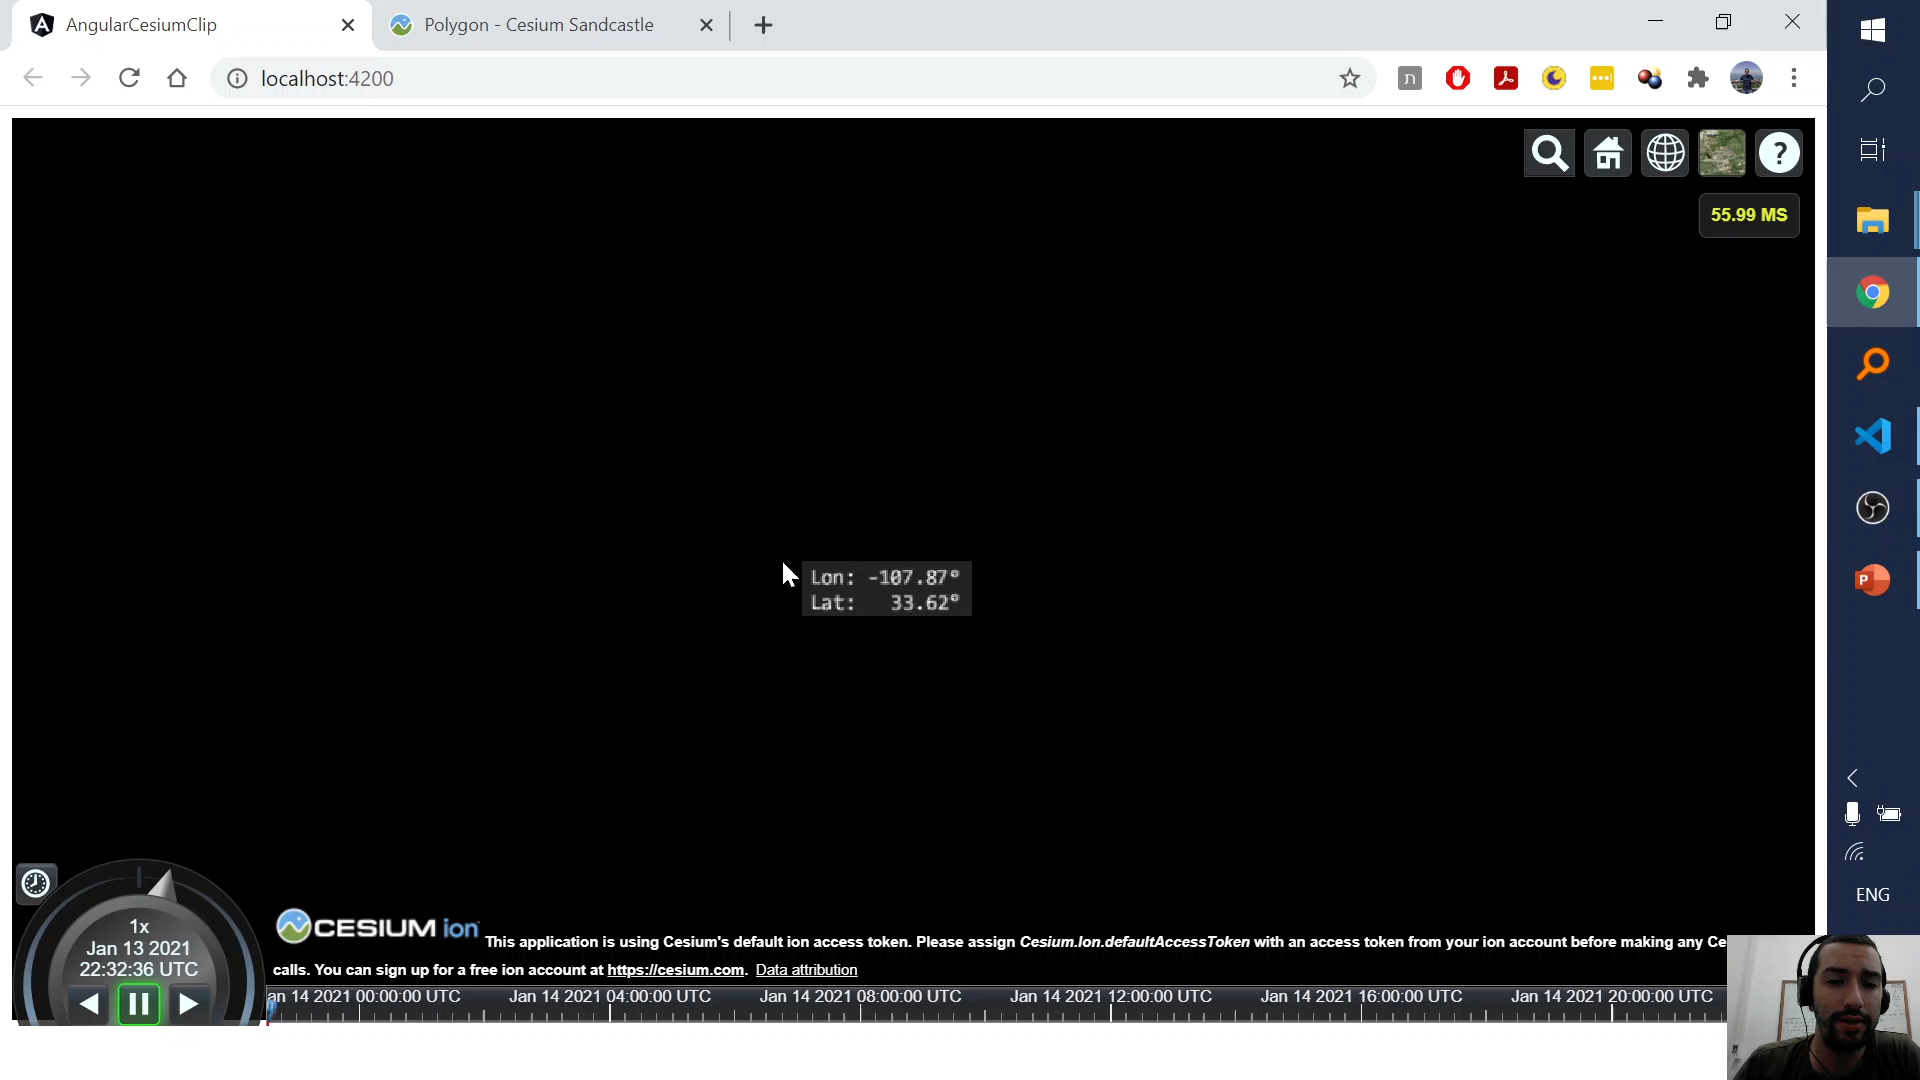 AngularCesiumClip
Polygon - Cesium Sandcastle
localhost:4200
55.99 MS
Lon: -107.87°
Lat: 33.62°
1x
Jan 13 2021
22:32:36 UTC
CESIUM ion
This application is using Cesium's default ion access token. Please assign Cesium.Ion.defaultAccessToken with an access token from your ion account before making any Ce
calls. You can sign up for a free ion account at https://cesium.com. Data attribution
an 14 2021 00:00:00 UTC
Jan 14 2021 04:00:00 UTC
Jan 14 2021 08:00:00 UTC
Jan 14 2021 12:00:00 UTC
Jan 14 2021 16:00:00 UTC
Jan 14 2021 20:00:00 UTC
ENG